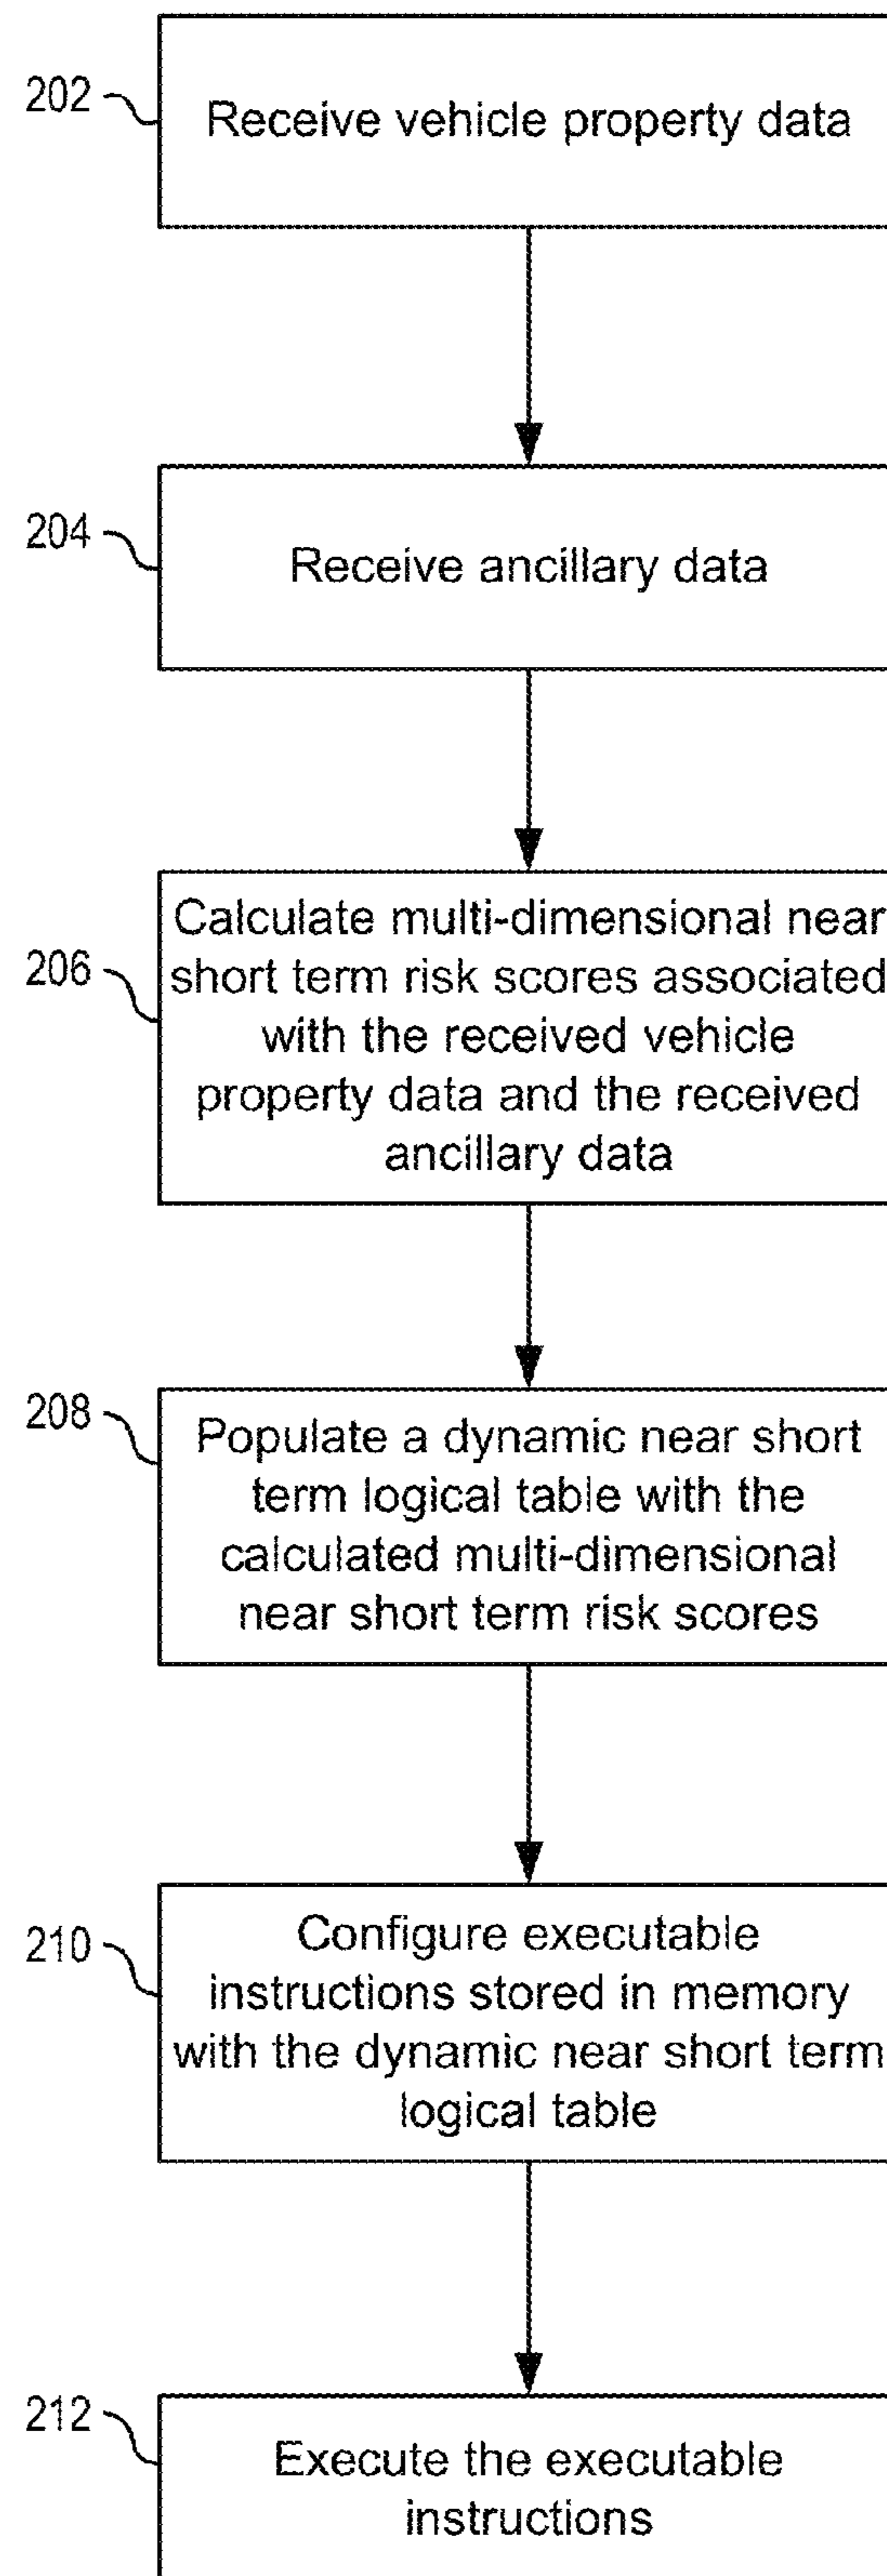 202
Receive vehicle property data
204
Receive ancillary data
206
Calculate multi-dimensional near
short term risk scores associated
with the received vehicle
property data and the received
ancillary data
208
Populate a dynamic near short
term logical table with the
calculated multi-dimensional
near short term risk scores
210
Configure executable
instructions stored in memory
with the dynamic near short term
logical table
212
Execute the executable
instructions